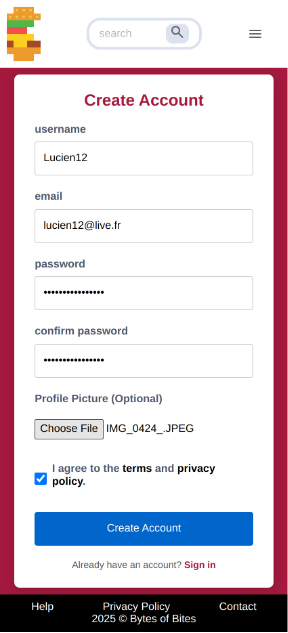 search
Create Account
username
Lucien12
email
lucien12@live.fr
password
••••••••••••••••
confirm password
••••••••••••••••
Profile Picture (Optional)
Choose File IMG_0424_.JPEG
I agree to the terms and privacy
policy.
Create Account
Already have an account? Sign in
Help Privacy Policy Contact
2025 © Bytes of Bites